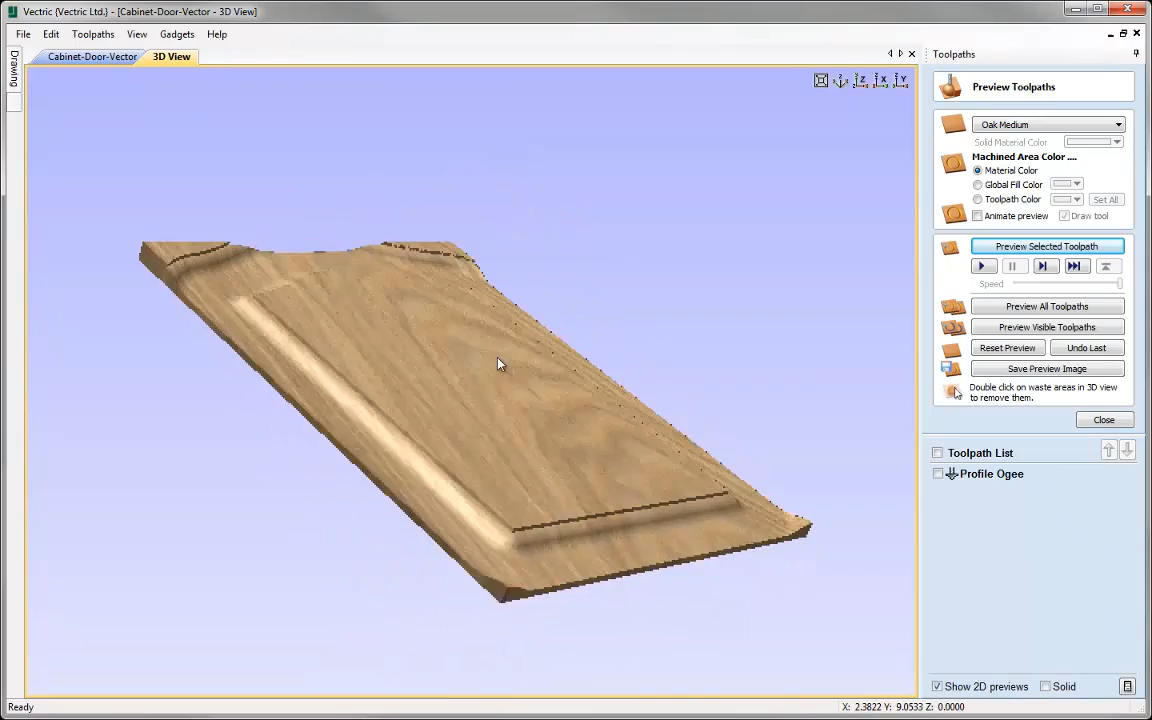 Vectric {Vectric Ltd.} - [Cabinet-Door-Vector - 3D View]
File Edit Toolpaths View Gadgets Help
Drawing
Cabinet-Door-Vector 3D View
Z X Y
Toolpaths
Preview Toolpaths
Oak Medium
Solid Material Color
Machined Area Color ....
Material Color
Global Fill Color
Toolpath Color Set All
Animate preview Draw tool
Preview Selected Toolpath
Speed
Preview All Toolpaths
Preview Visible Toolpaths
Reset Preview Undo Last
Save Preview Image
Double click on waste areas in 3D view
to remove them.
Close
Toolpath List
Profile Ogee
Show 2D previews Solid
Ready X: 2.3822 Y: 9.0533 Z: 0.0000